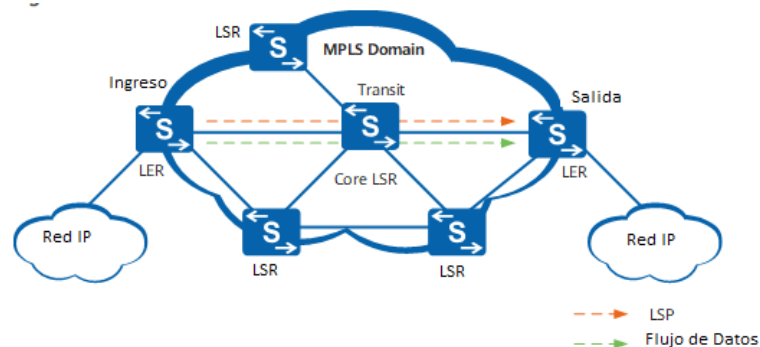 LSR
MPLS Domain
Ingreso
Transit
Salida
S
S
S
S
LER
Core LSR
LER
Red IP
S
S
Red IP
LSR
LSR
LSP
Flujo de Datos